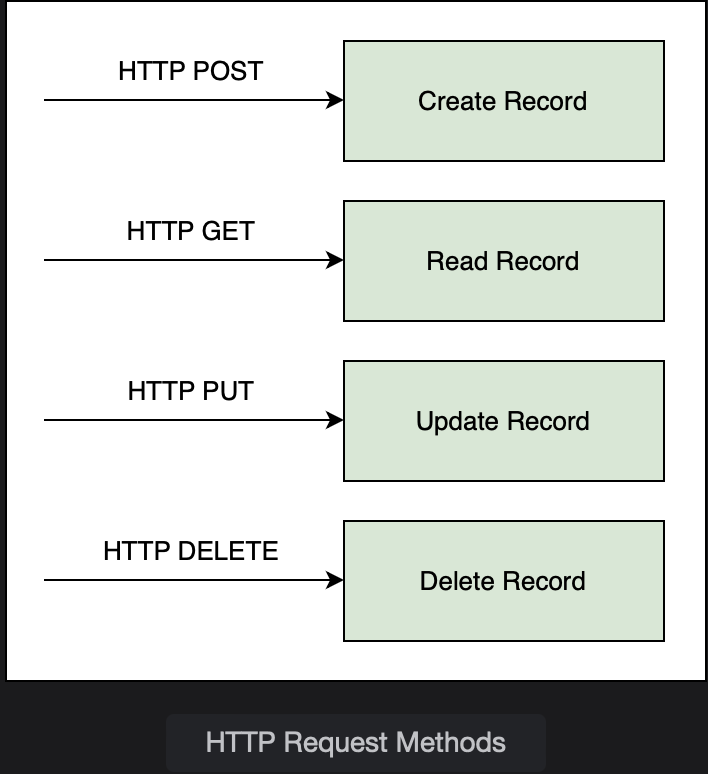 HTTP POST
Create Record
HTTP GET
Read Record
HTTP PUT
Update Record
HTTP DELETE
Delete Record
HTTP Request Methods